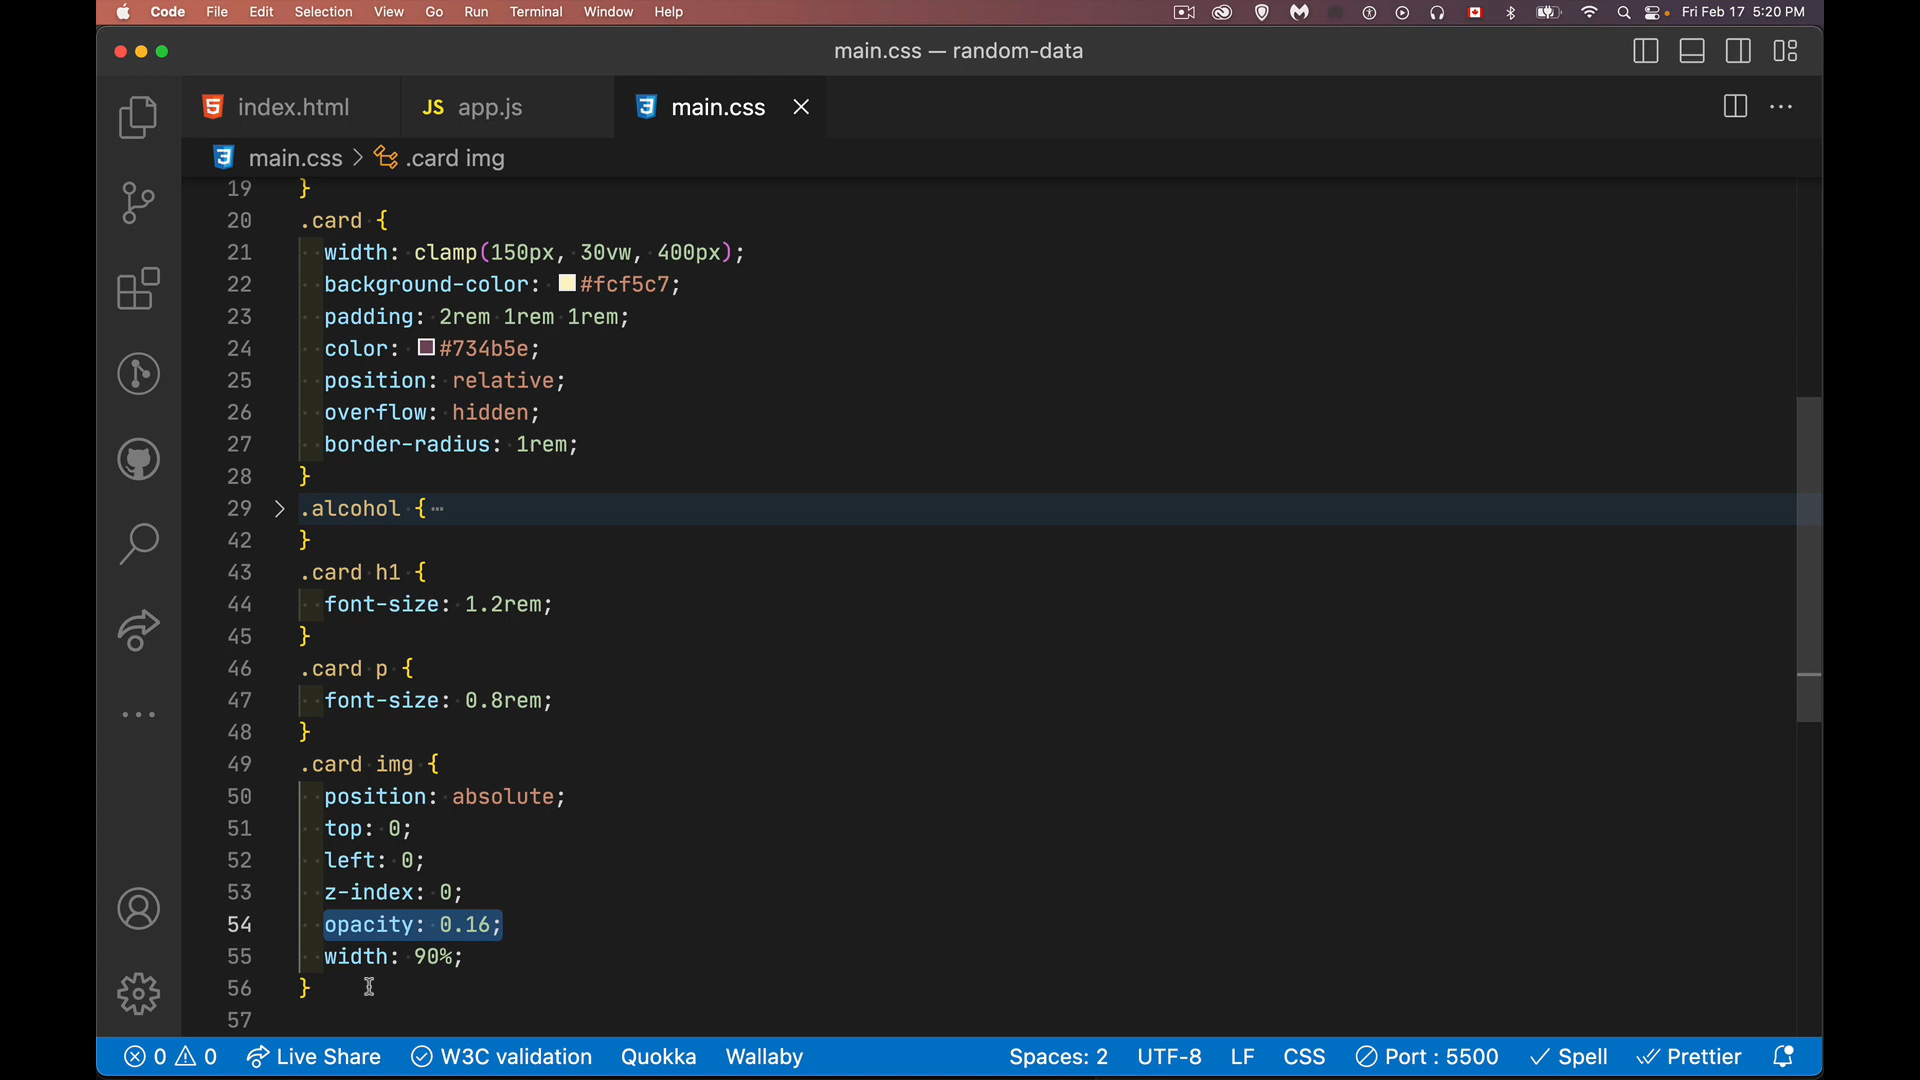 Code File Edit Selection View Go Run Terminal Window Help Fri Feb 17 5:20 PM
main.css — random-data
index.html JS app.js main.css
main.css > .card img
19 }
20 .card {
21 width: clamp(150px, 30vw, 400px);
22 background-color: #fcf5c7;
23 padding: 2rem 1rem 1rem;
24 color: #734b5e;
25 position: relative;
26 overflow: hidden;
27 border-radius: 1rem;
28 }
29 .alcohol { ⋯
42 }
43 .card h1 {
44 font-size: 1.2rem;
45 }
46 .card p {
47 font-size: 0.8rem;
48 }
49 .card img {
50 position: absolute;
51 top: 0;
52 left: 0;
53 z-index: 0;
54 opacity: 0.16;
55 width: 90%;
56 }
57
0 0 Live Share W3C validation Quokka Wallaby Spaces: 2 UTF-8 LF CSS Port : 5500 Spell Prettier